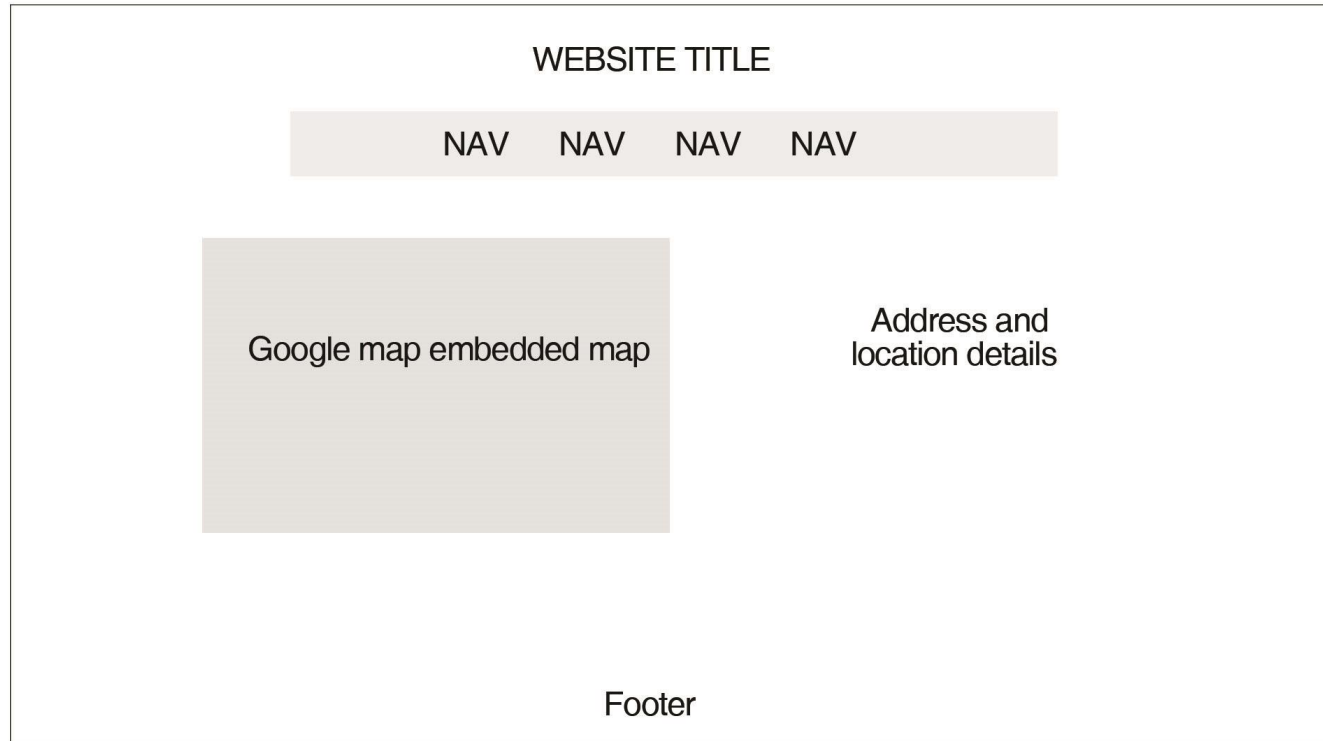 WEBSITE TITLE
NAV NAV NAV NAV
Google map embedded map
Address and
location details
Footer